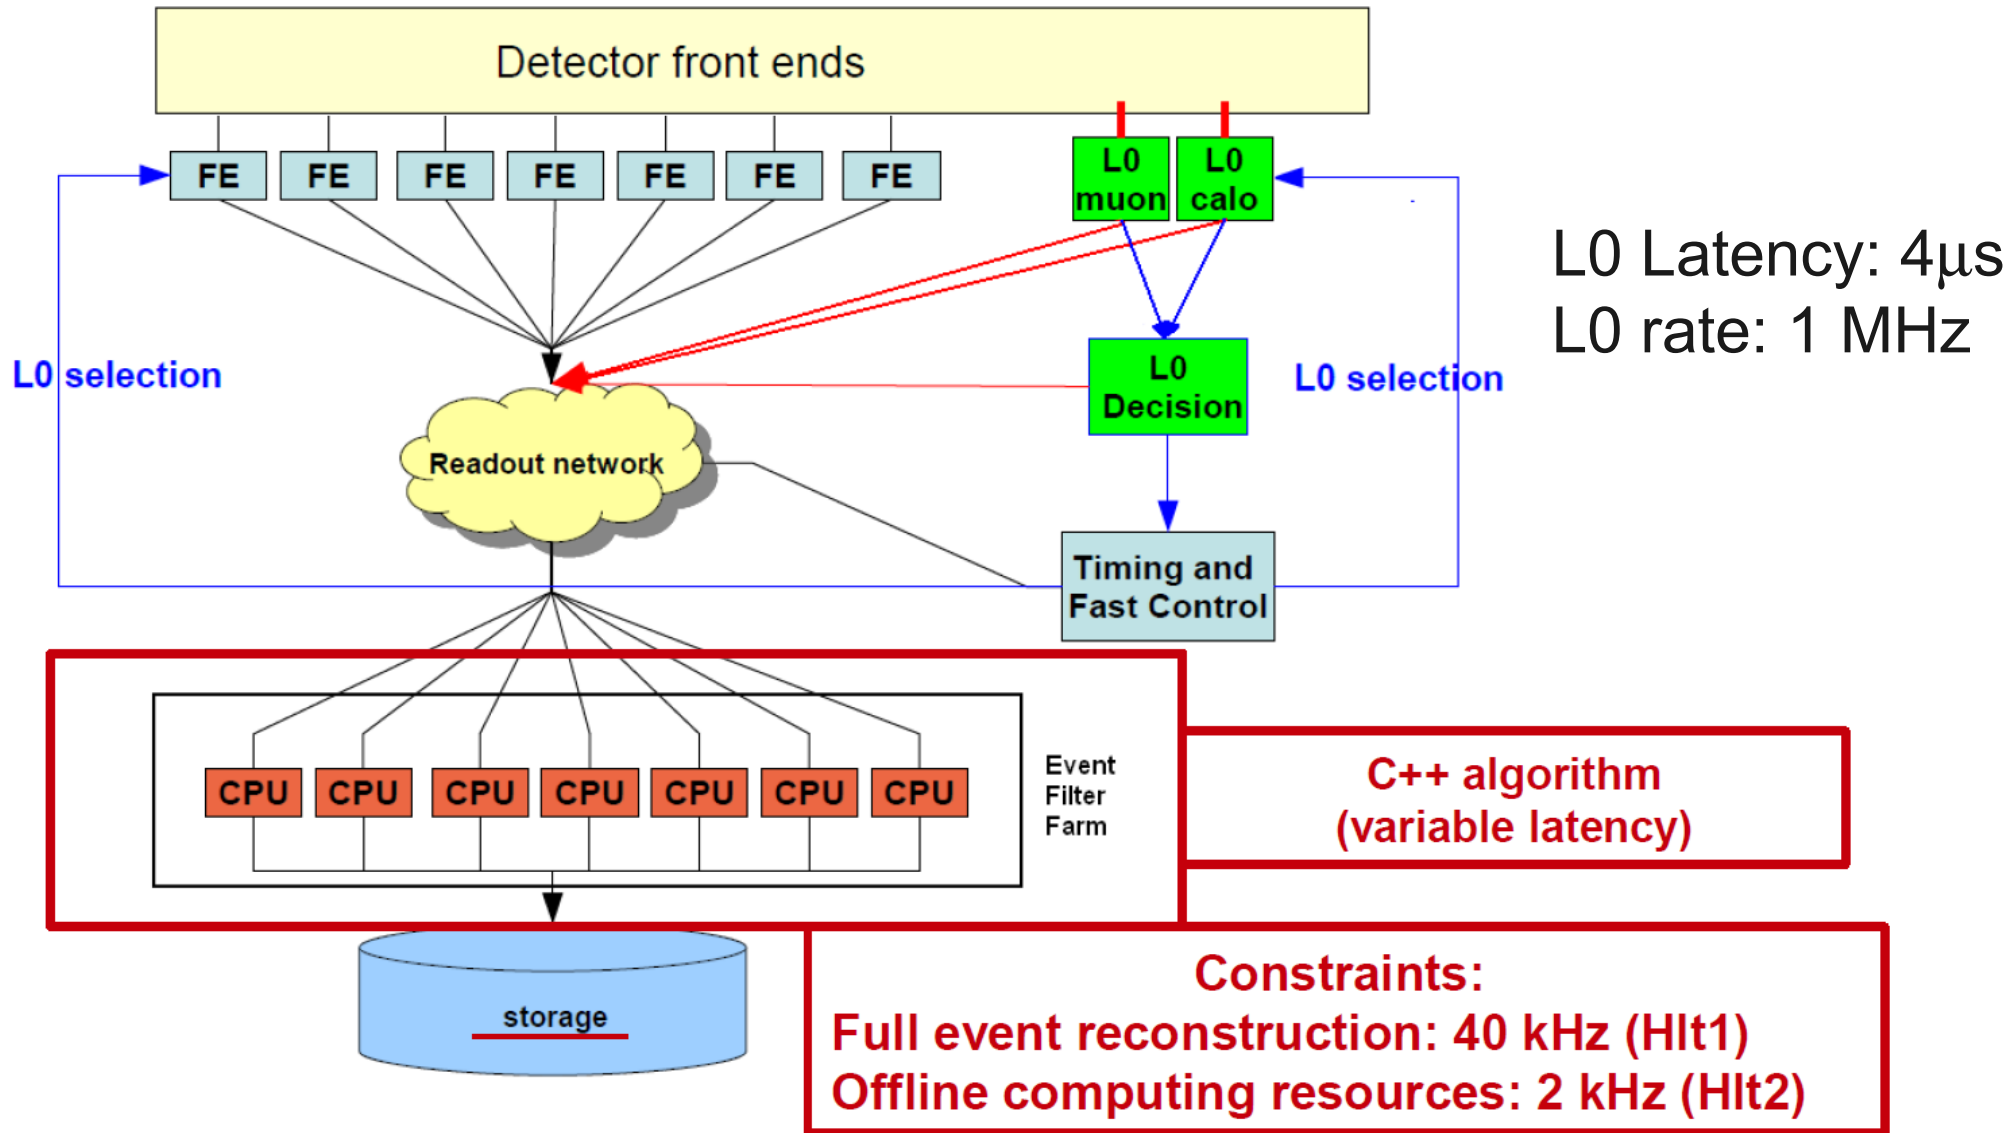 Detector front ends
FE FE FE FE FE FE FE
L0 muon
L0 calo
L0 Latency: 4μs
L0 rate: 1 MHz
L0 selection
L0
Decision
L0 selection
Readout network
Timing and
Fast Control
CPU CPU CPU CPU CPU CPU CPU
Event
Filter
Farm
C++ algorithm
(variable latency)
storage
Constraints:
Full event reconstruction: 40 kHz (Hlt1)
Offline computing resources: 2 kHz (Hlt2)